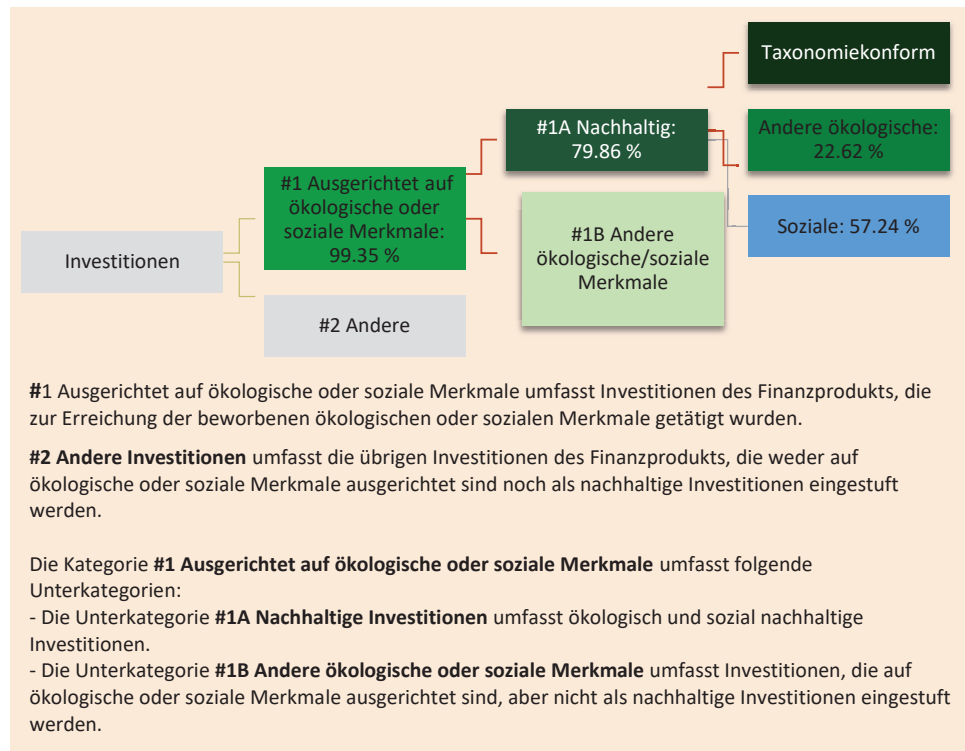 Taxonomiekonform
#1A Nachhaltig:
79.86 %
Andere ökologische:
22.62 %
#1 Ausgerichtet auf
ökologische oder
soziale Merkmale:
99.35 %
#1B Andere
ökologische/soziale
Merkmale
Soziale: 57.24 %
Investitionen
#2 Andere
#1 Ausgerichtet auf ökologische oder soziale Merkmale umfasst Investitionen des Finanzprodukts, die
zur Erreichung der beworbenen ökologischen oder sozialen Merkmale getätigt wurden.
#2 Andere Investitionen umfasst die übrigen Investitionen des Finanzprodukts, die weder auf
ökologische oder soziale Merkmale ausgerichtet sind noch als nachhaltige Investitionen eingestuft
werden.
Die Kategorie #1 Ausgerichtet auf ökologische oder soziale Merkmale umfasst folgende
Unterkategorien:
- Die Unterkategorie #1A Nachhaltige Investitionen umfasst ökologisch und sozial nachhaltige
Investitionen.
- Die Unterkategorie #1B Andere ökologische oder soziale Merkmale umfasst Investitionen, die auf
ökologische oder soziale Merkmale ausgerichtet sind, aber nicht als nachhaltige Investitionen eingestuft
werden.